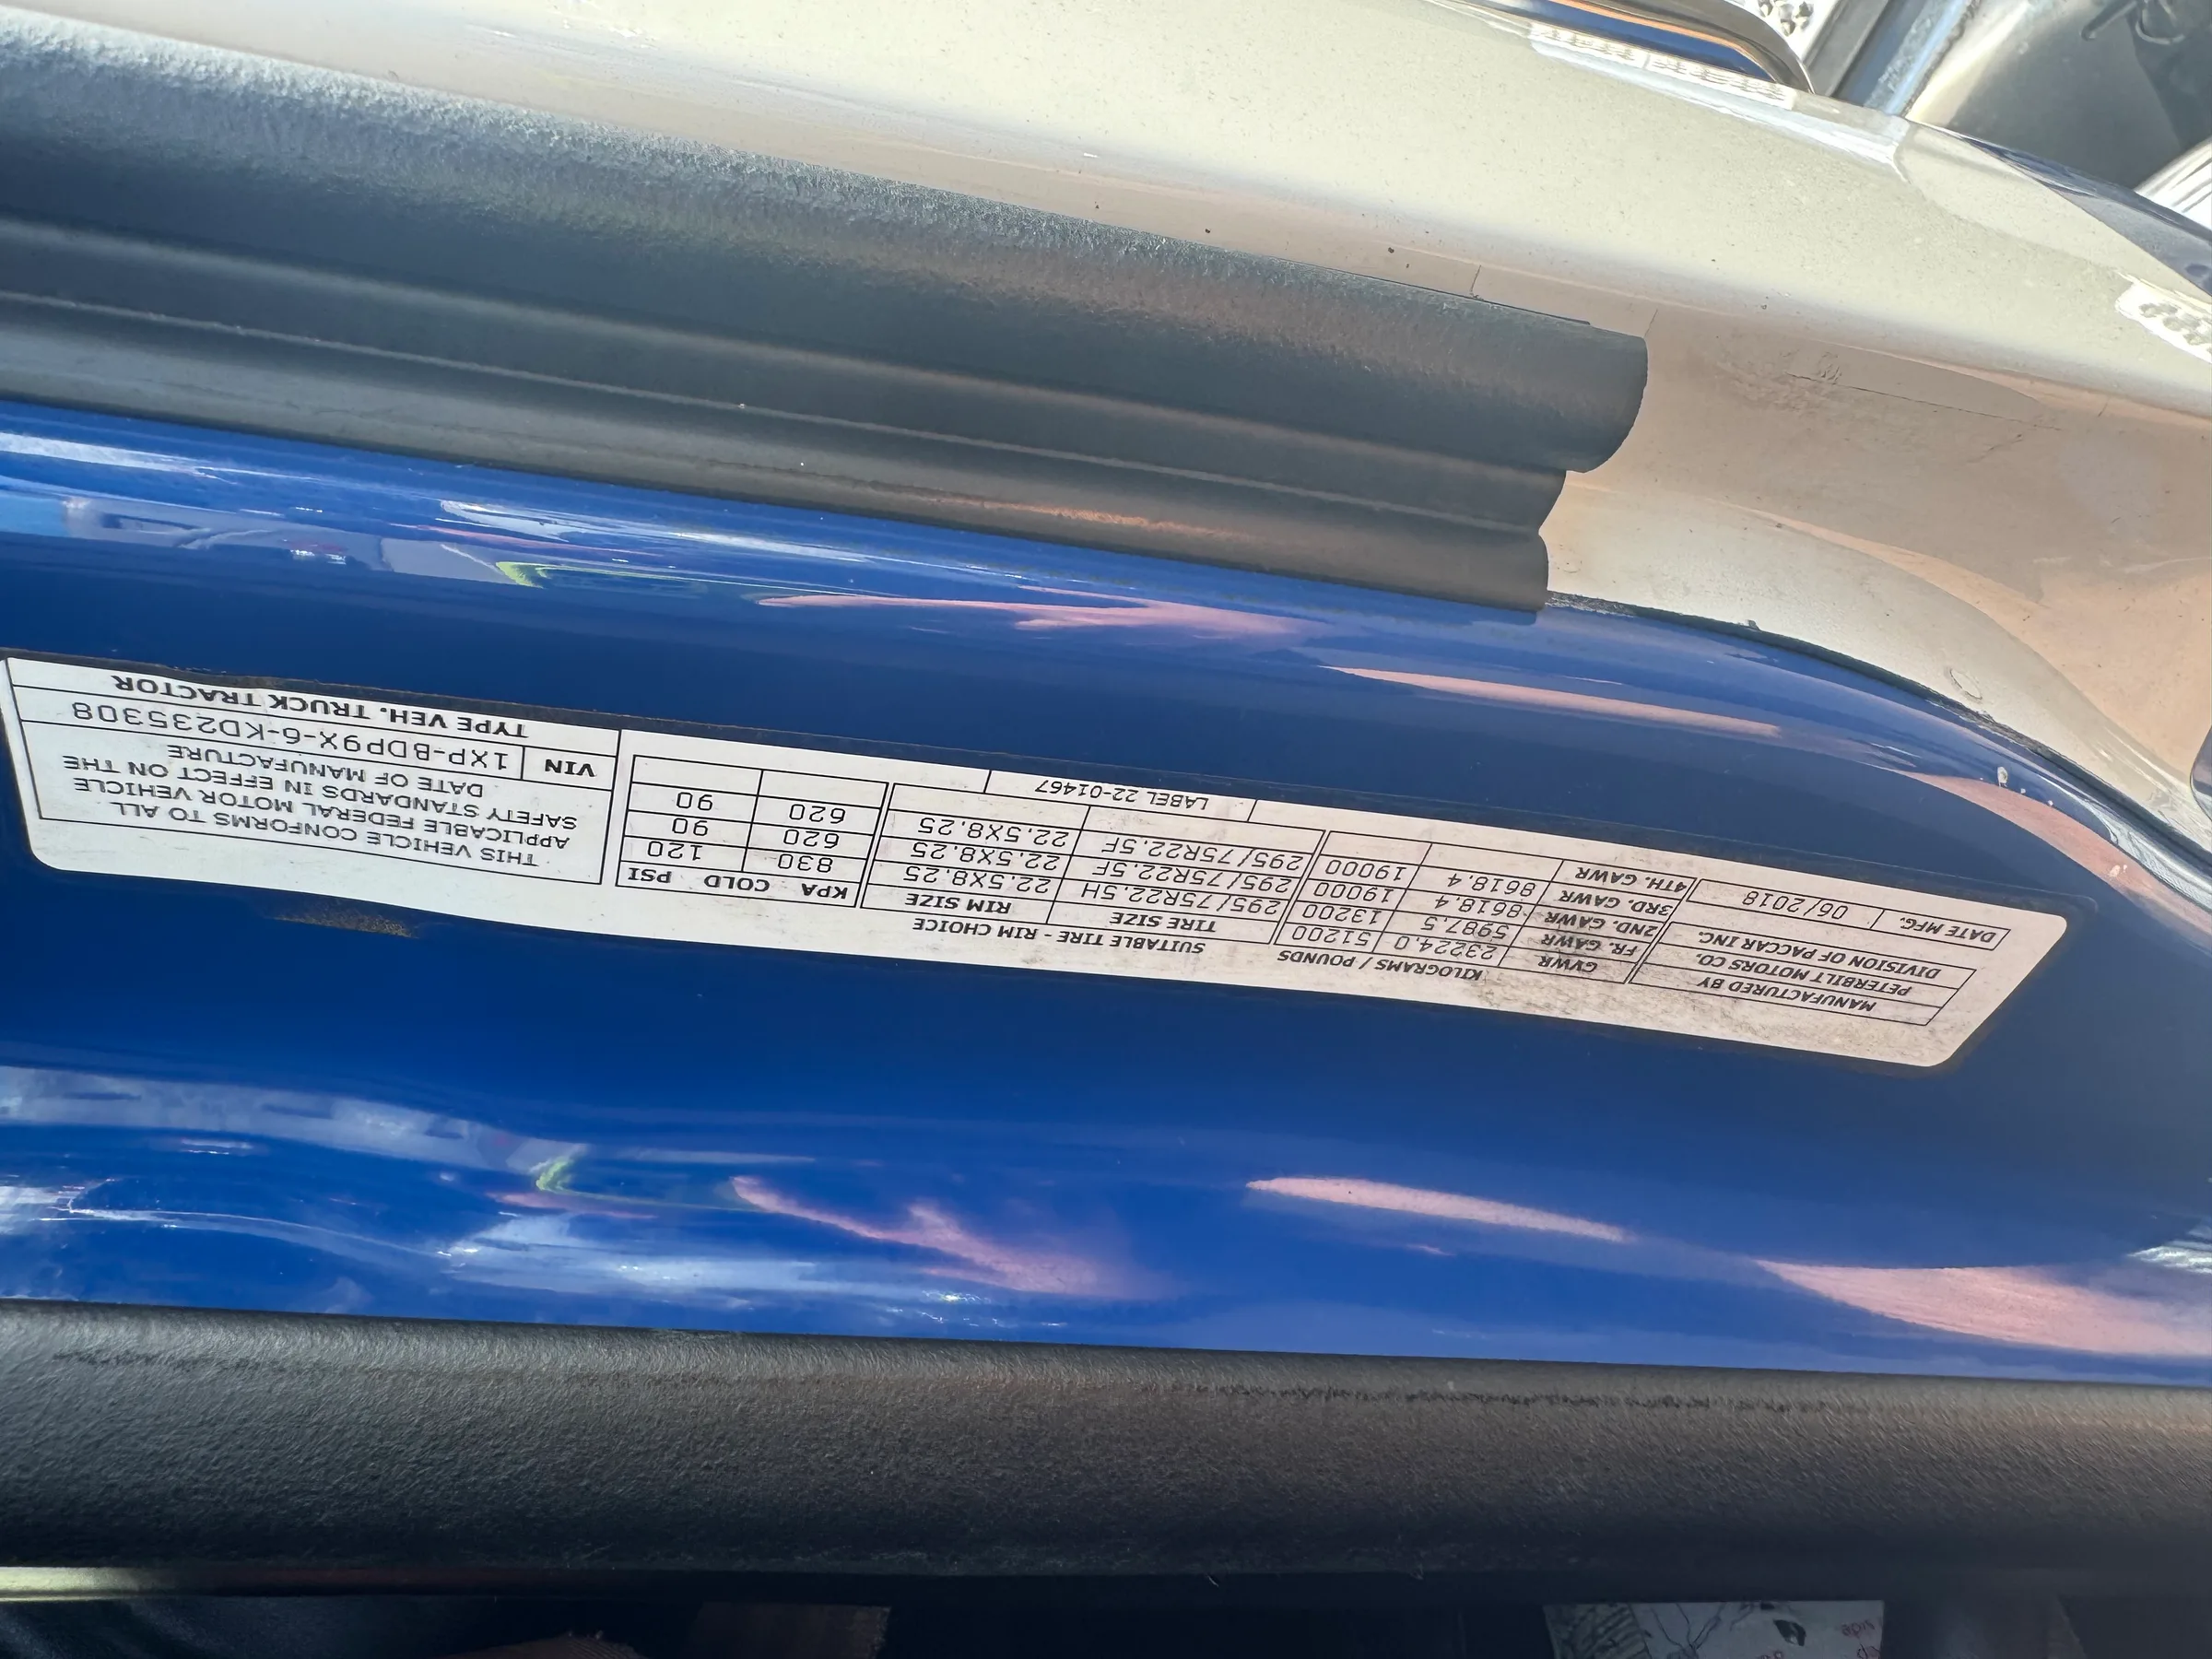 MANUFACTURED BY
PETERBILT MOTORS CO.
DIVISION OF PACCAR INC.
DATE MFG. 06/2018
KILOGRAMS / POUNDS
GVWR 23224.0 51200
FR. GAWR 5987.5 13200
2ND. GAWR 8618.4 19000
3RD. GAWR 8618.4 19000
4TH. GAWR
SUITABLE TIRE - RIM CHOICE
TIRE SIZE RIM SIZE
295/75R22.5H 22.5X8.25
295/75R22.5F 22.5X8.25
295/75R22.5F 22.5X8.25
KPA COLD PSI
830 120
620 90
620 90
LABEL 22-01467
THIS VEHICLE CONFORMS TO ALL
APPLICABLE FEDERAL MOTOR VEHICLE
SAFETY STANDARDS IN EFFECT ON THE
DATE OF MANUFACTURE
VIN 1XP-BDP9X-6-KD235308
TYPE VEH. TRUCK TRACTOR